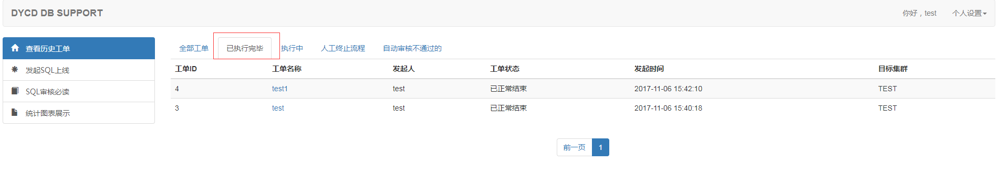 DYCD DB SUPPORT
你好，test 个人设置
查看历史工单
发起SQL上线
SQL审核必读
统计图表展示
全部工单 已执行完毕 执行中 人工终止流程 自动审核不通过的
工单ID 工单名称 发起人 工单状态 发起时间 目标集群
4 test1 test 已正常结束 2017-11-06 15:42:10 TEST
3 test test 已正常结束 2017-11-06 15:40:18 TEST
前一页 1